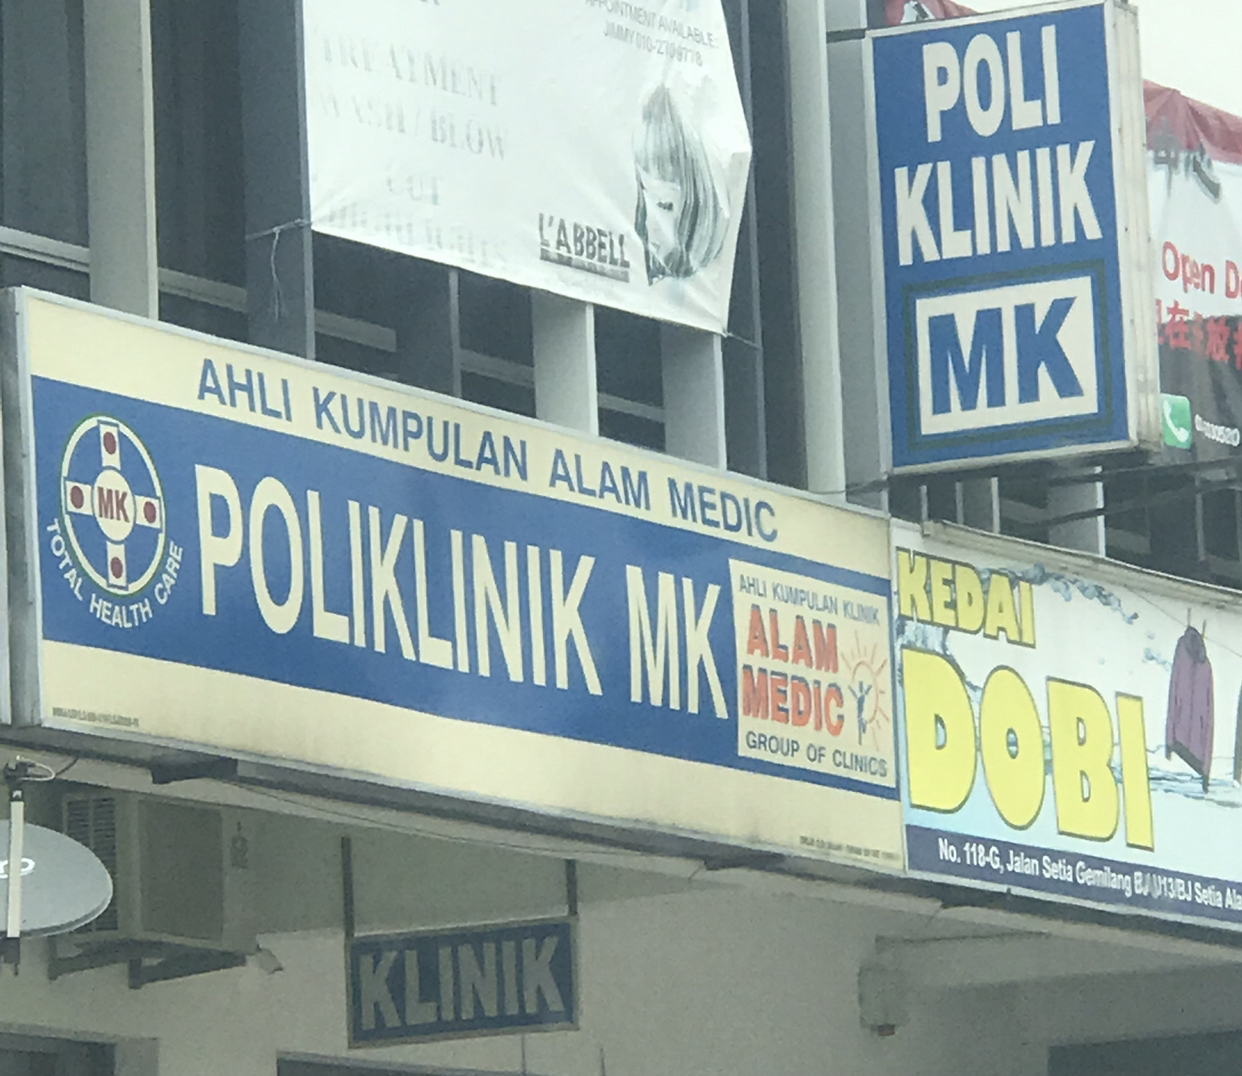 APPOINTMENT AVAILABLE:
TREATMENT
WASH / BLOW
CUT
L'ABBELL
POLI
KLINIK
MK
Open
AHLI KUMPULAN ALAM MEDIC
MK
TOTAL HEALTH CARE
POLIKLINIK MK
AHLI KUMPULAN KLINIK
ALAM
MEDIC
GROUP OF CLINICS
KEDAI
DOBI
No. 118-G, Jalan Setia Gemilang U13/BJ Setia
KLINIK